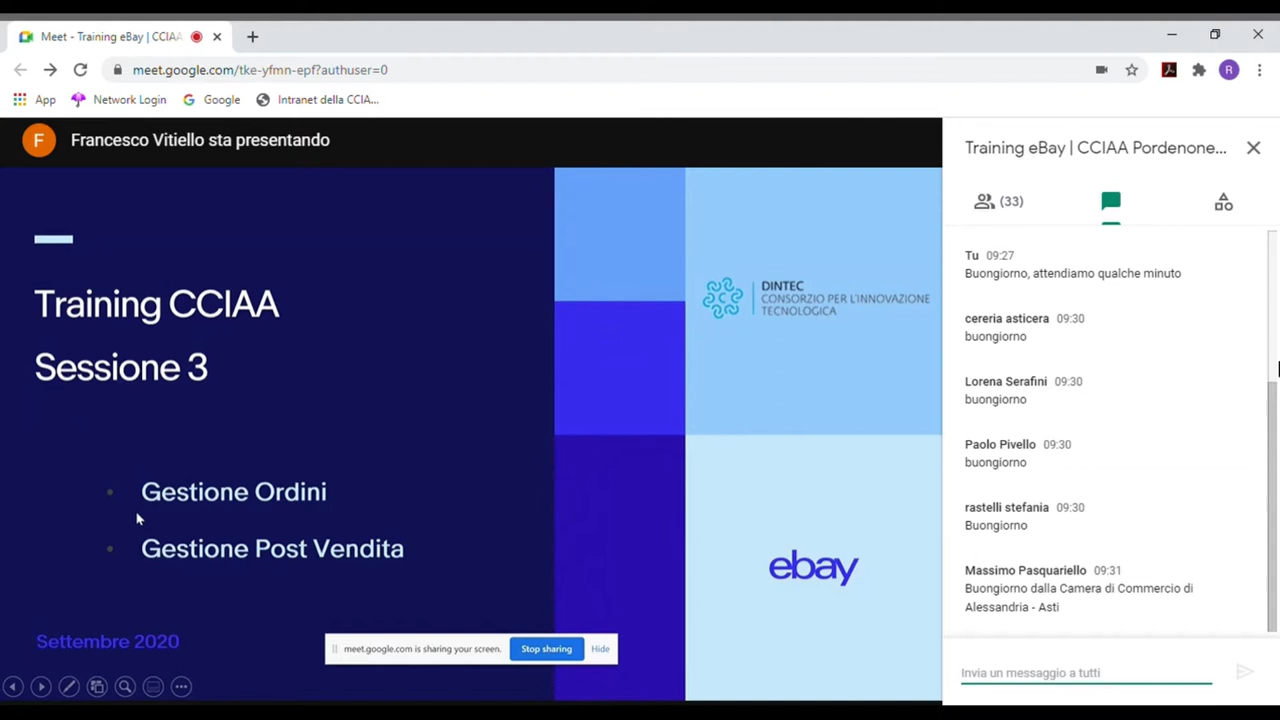 Meet - Training eBay | CCIAA
meet.google.com/tke-yfmn-epf?authuser=0
R
App
Network Login
Google
Intranet della CCIA...
F
Francesco Vitiello sta presentando
Training CCIAA
Sessione 3
Gestione Ordini
Gestione Post Vendita
Settembre 2020
DINTEC
CONSORZIO PER L'INNOVAZIONE
TECNOLOGICA
ebay
meet.google.com is sharing your screen.
Stop sharing
Hide
Training eBay | CCIAA Pordenone...
(33)
Tu 09:27
Buongiorno, attendiamo qualche minuto
cereria asticera 09:30
buongiorno
Lorena Serafini 09:30
buongiorno
Paolo Pivello 09:30
buongiorno
rastelli stefania 09:30
Buongiorno
Massimo Pasquariello 09:31
Buongiorno dalla Camera di Commercio di
Alessandria - Asti
Invia un messaggio a tutti